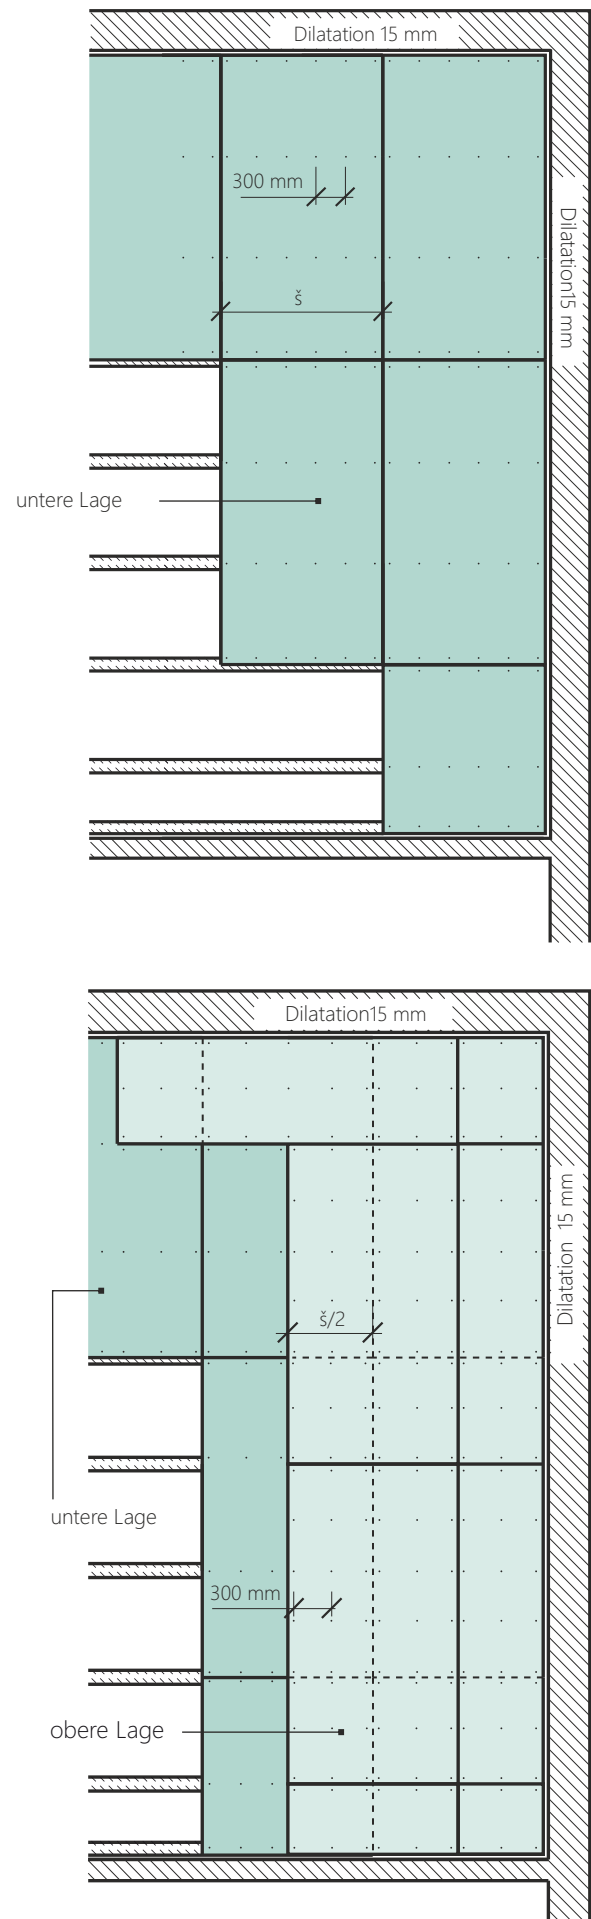 Dilatation 15 mm
300 mm
Dilatation15 mm
š
untere Lage
Dilatation15 mm
Dilatation 15 mm
š/2
untere Lage
300 mm
obere Lage